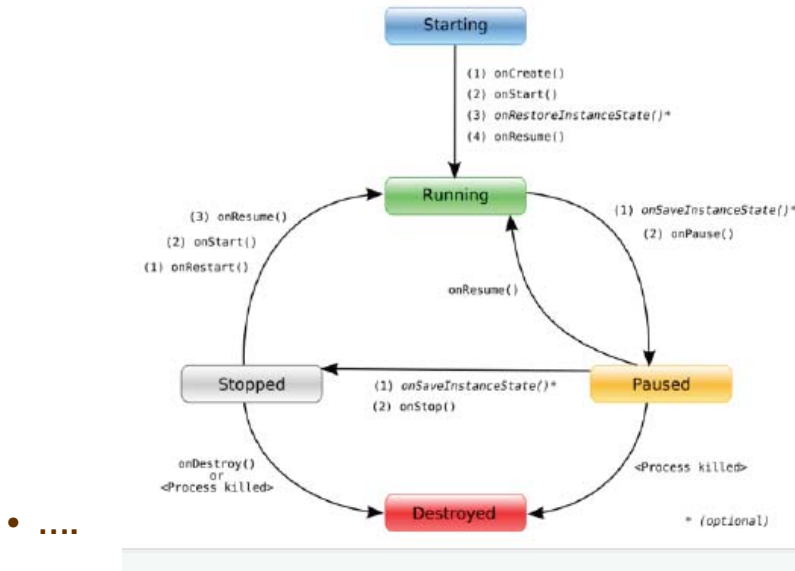 Starting
(1) onCreate()
(2) onStart()
(3) onRestoreInstanceState()*
(4) onResume()
Running
(3) onResume()
(2) onStart()
(1) onRestart()
(1) onSaveInstanceState()*
(2) onPause()
onResume()
Stopped
(1) onSaveInstanceState()*
(2) onStop()
Paused
onDestroy()
or
<Process killed>
<Process killed>
Destroyed
* (optional)
• ....